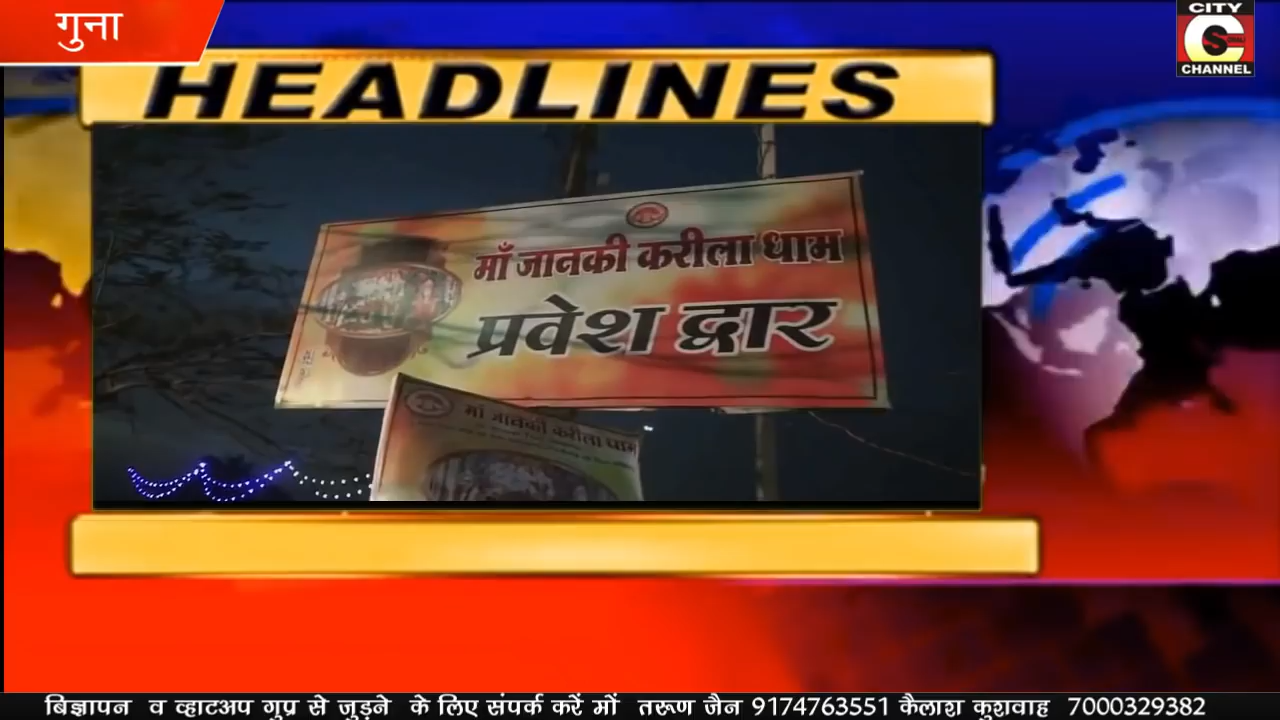 गुना
CITY
CHANNEL
HEADLINES
माँ जानकी करीला धाम
प्रवेश द्वार
माँ जानकी करीला धाम
बिज्ञापन व व्हाटअप गुप्र से जुड़ने के लिए संपर्क करें मों तरूण जैन 9174763551 कैलाश कुशवाह 7000329382